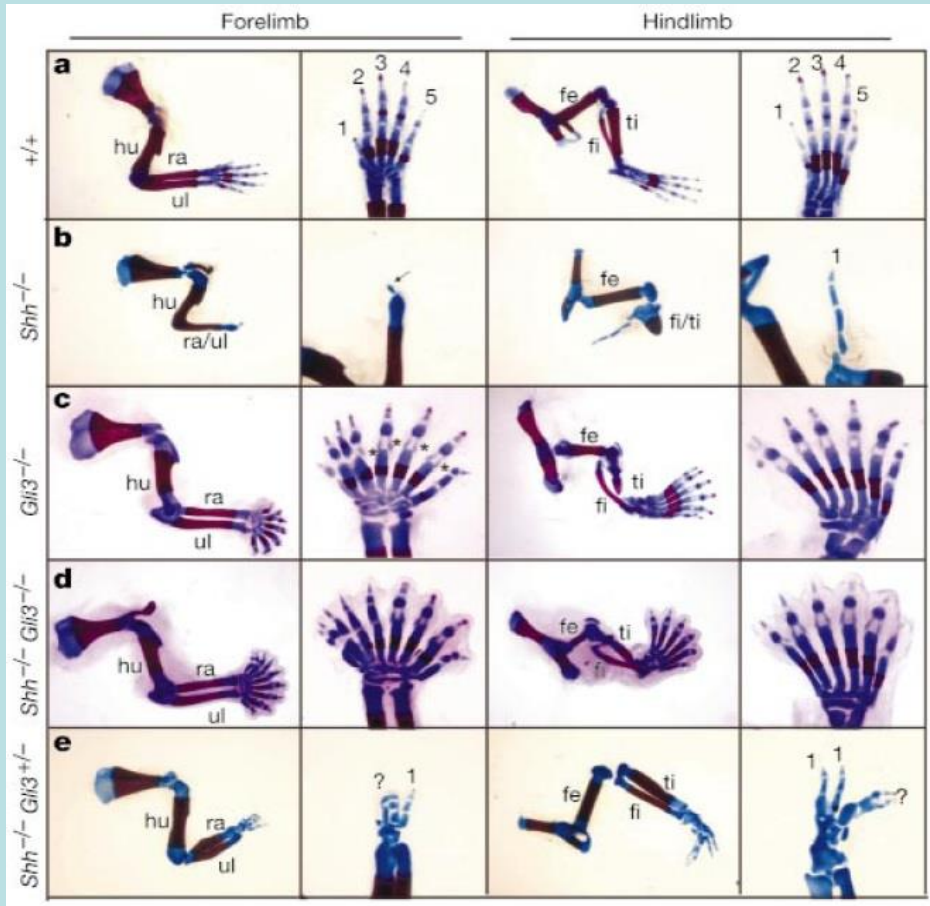 Forelimb
Hindlimb
+/+
a
hu
ra
ul
1
2
3
4
5
fe
ti
fi
1
2
3
4
5
Shh−/−
b
hu
ra/ul
fe
fi/ti
1
Gli3−/−
c
hu
ra
ul
*
*
*
fe
ti
fi
Shh−/− Gli3−/−
d
hu
ra
ul
fe
ti
fi
Shh−/− Gli3+/−
e
hu
ra
ul
?
1
fe
ti
fi
1
1
?